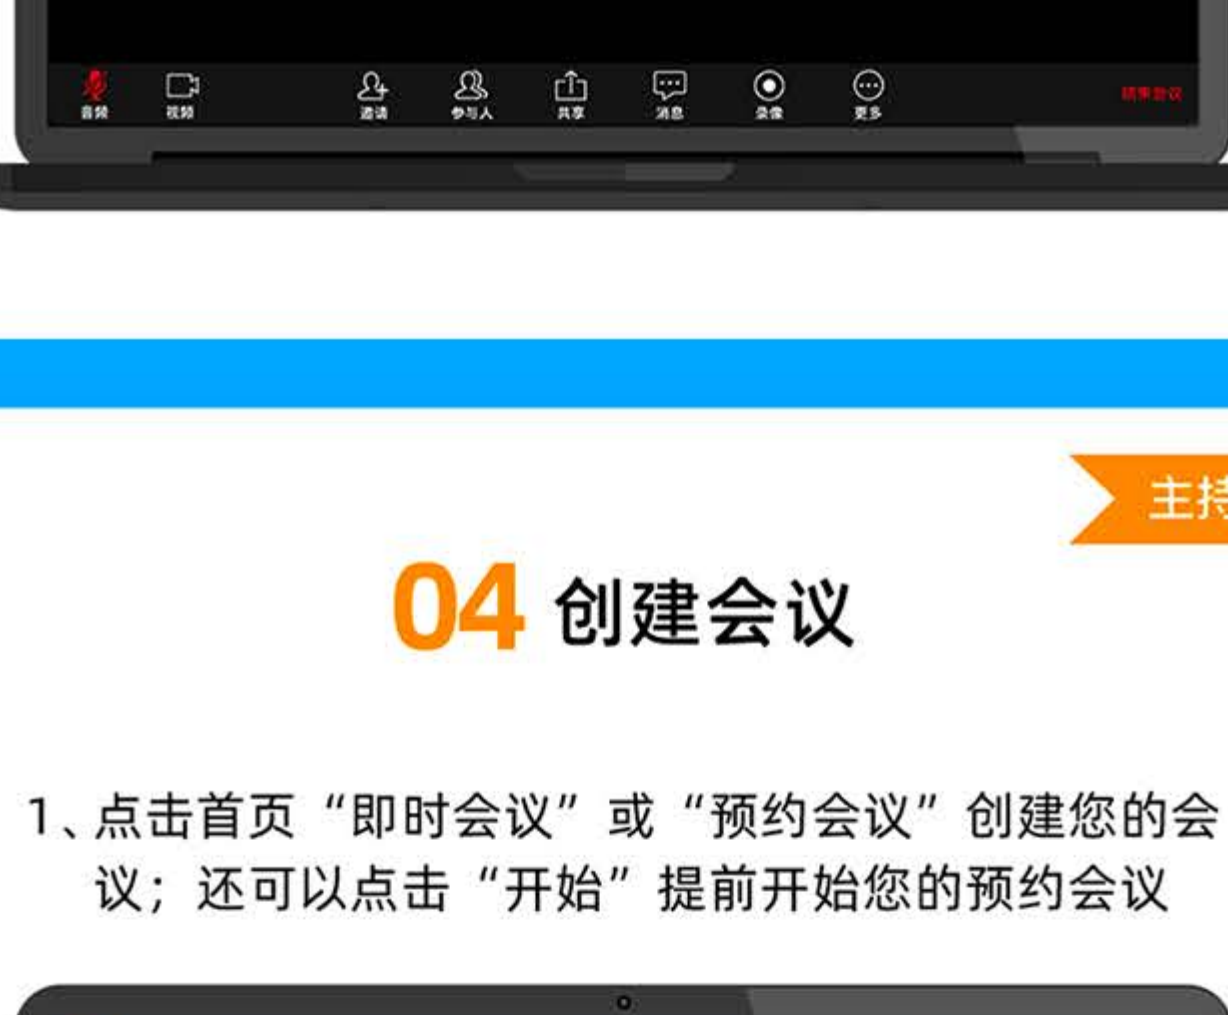 音频 视频 邀请 参与人 共享 消息 录像 更多 结束会议
主持
04 创建会议
1、点击首页“即时会议”或“预约会议”创建您的会
议；还可以点击“开始”提前开始您的预约会议